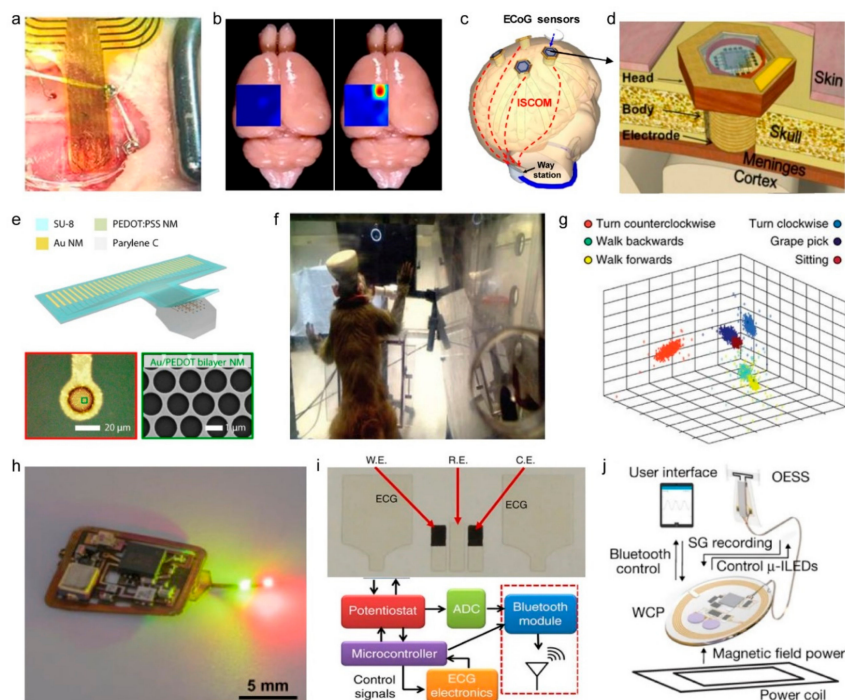 a
b
c
ECoG sensors
ISCOM
Way
station
d
Head
Body
Electrode
Skin
Skull
Meninges
Cortex
e
SU-8
PEDOT:PSS NM
Au NM
Parylene C
20 μm
Au/PEDOT bilayer NM
1 μm
f
g
Turn counterclockwise
Turn clockwise
Walk backwards
Grape pick
Walk forwards
Sitting
h
5 mm
i
W.E.
R.E.
C.E.
ECG
ECG
Potentiostat
ADC
Bluetooth
module
Microcontroller
Control
signals
ECG
electronics
j
User interface
OESS
SG recording
Bluetooth
control
Control μ-ILEDs
WCP
Magnetic field power
Power coil